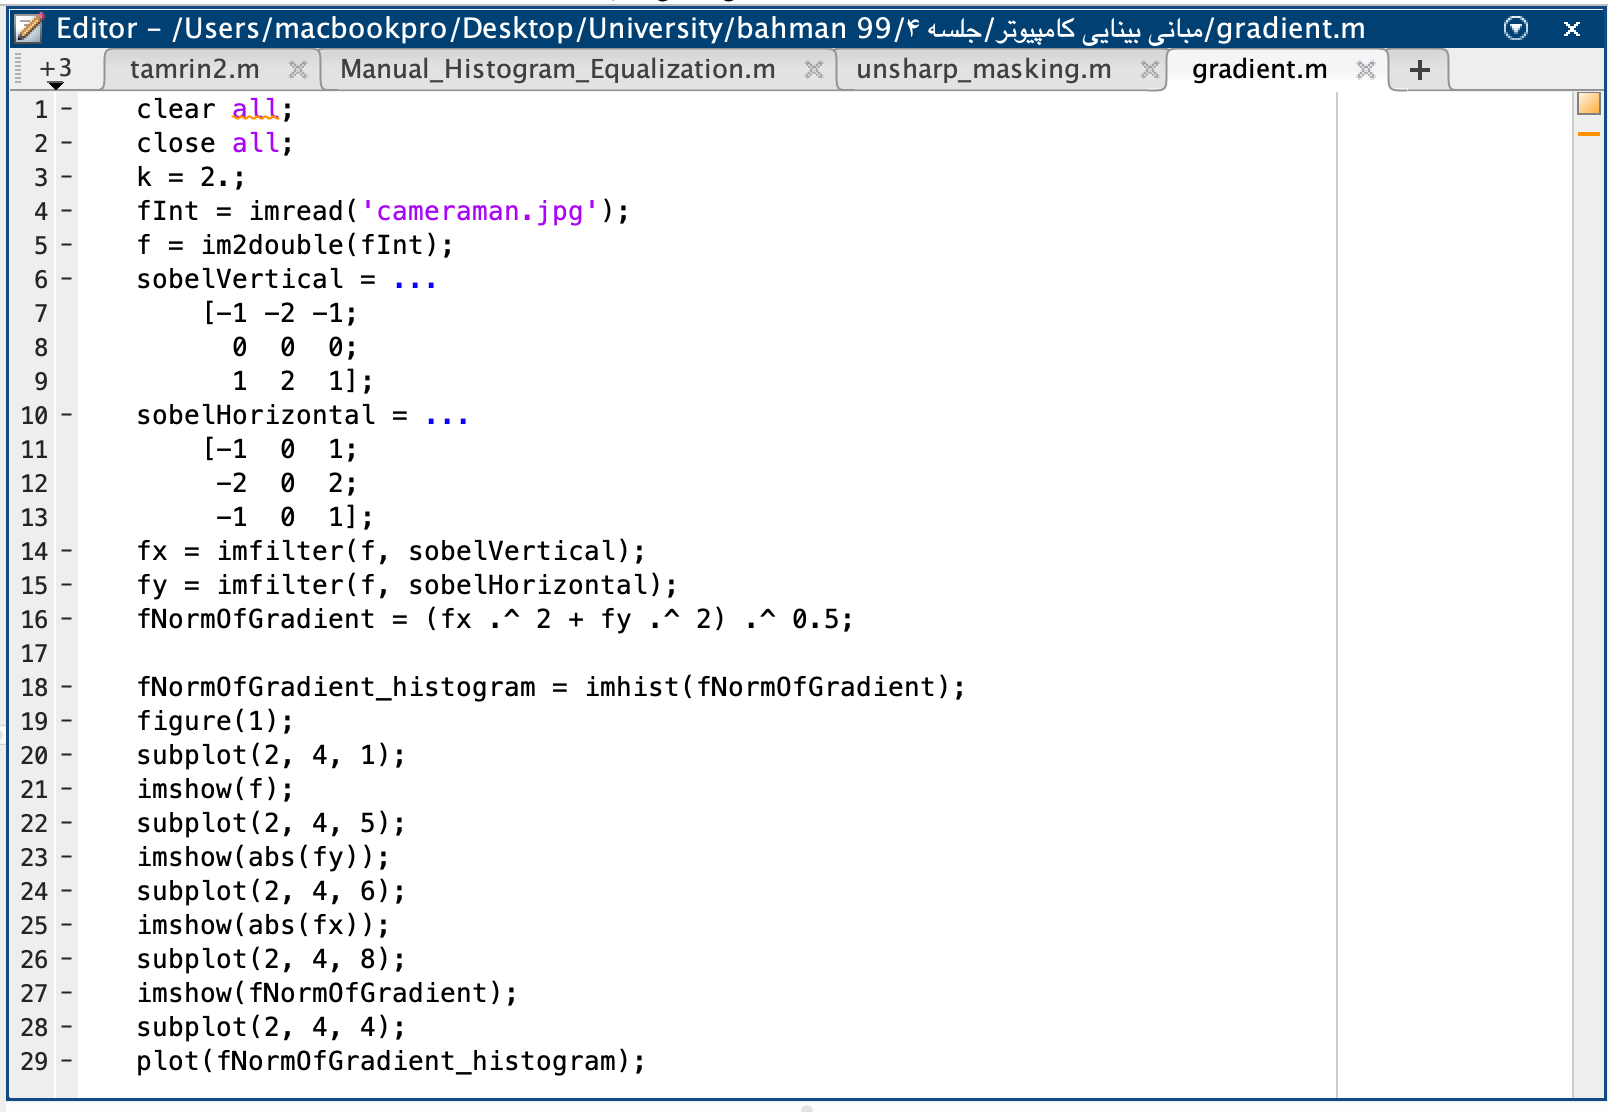 Editor – /Users/macbookpro/Desktop/University/bahman 99/۴ مبانی بینایی کامپیوتر/جلسه/gradient.m
+3 tamrin2.m Manual_Histogram_Equalization.m unsharp_masking.m gradient.m +
1 – clear all;
2 – close all;
3 – k = 2.;
4 – fInt = imread('cameraman.jpg');
5 – f = im2double(fInt);
6 – sobelVertical = ...
7 [-1 -2 -1;
8 0 0 0;
9 1 2 1];
10 – sobelHorizontal = ...
11 [-1 0 1;
12 -2 0 2;
13 -1 0 1];
14 – fx = imfilter(f, sobelVertical);
15 – fy = imfilter(f, sobelHorizontal);
16 – fNormOfGradient = (fx .^ 2 + fy .^ 2) .^ 0.5;
17
18 – fNormOfGradient_histogram = imhist(fNormOfGradient);
19 – figure(1);
20 – subplot(2, 4, 1);
21 – imshow(f);
22 – subplot(2, 4, 5);
23 – imshow(abs(fy));
24 – subplot(2, 4, 6);
25 – imshow(abs(fx));
26 – subplot(2, 4, 8);
27 – imshow(fNormOfGradient);
28 – subplot(2, 4, 4);
29 – plot(fNormOfGradient_histogram);